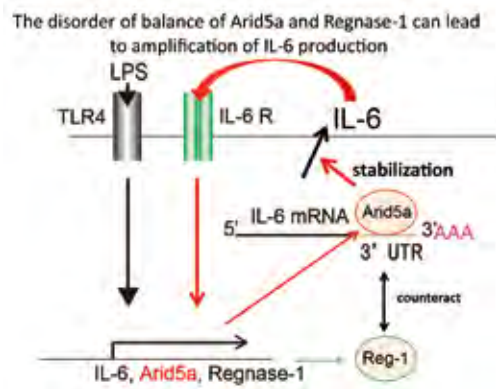 The disorder of balance of Arid5a and Regnase-1 can lead
to amplification of IL-6 production
LPS
TLR4
IL-6 R
IL-6
stabilization
IL-6 mRNA
Arid5a
5'
3'AAA
3' UTR
counteract
IL-6, Arid5a, Regnase-1
Reg-1